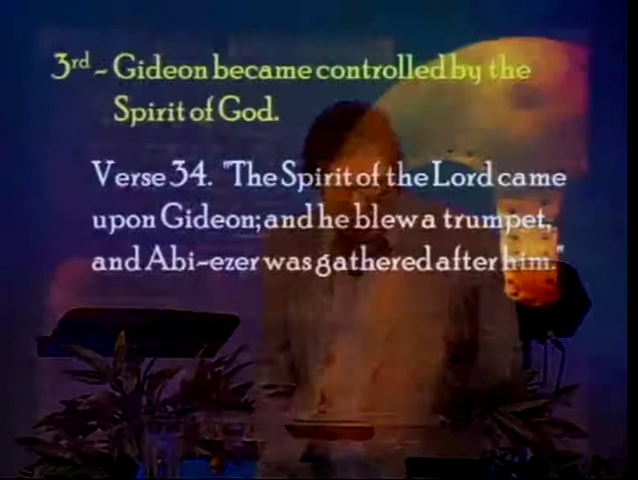 3rd - Gideon became controlled by the
Spirit of God.
Verse 34. "The Spirit of the Lord came
upon Gideon; and he blew a trumpet,
and Abi-ezer was gathered after him."